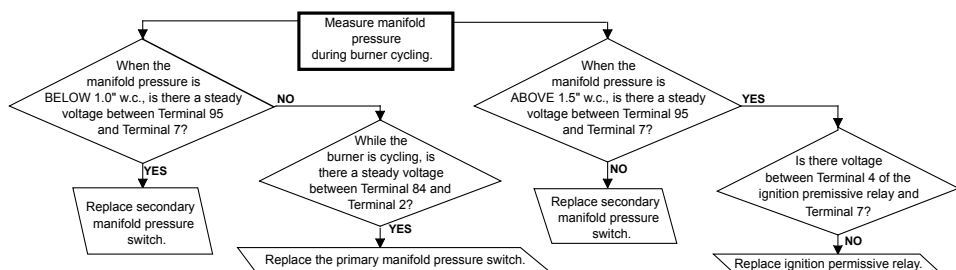 Measure manifold
pressure
during burner cycling.
When the
manifold pressure is
BELOW 1.0" w.c., is there a steady
voltage between Terminal 95
and Terminal 7?
NO
YES
Replace secondary
manifold pressure
switch.
While the
burner is cycling, is
there a steady voltage
between Terminal 84 and
Terminal 2?
YES
Replace the primary manifold pressure switch.
When the
manifold pressure is
ABOVE 1.5" w.c., is there a steady
voltage between Terminal 95
and Terminal 7?
YES
NO
Replace secondary
manifold pressure
switch.
Is there voltage
between Terminal 4 of the
ignition premissive relay and
Terminal 7?
NO
Replace ignition permissive relay.